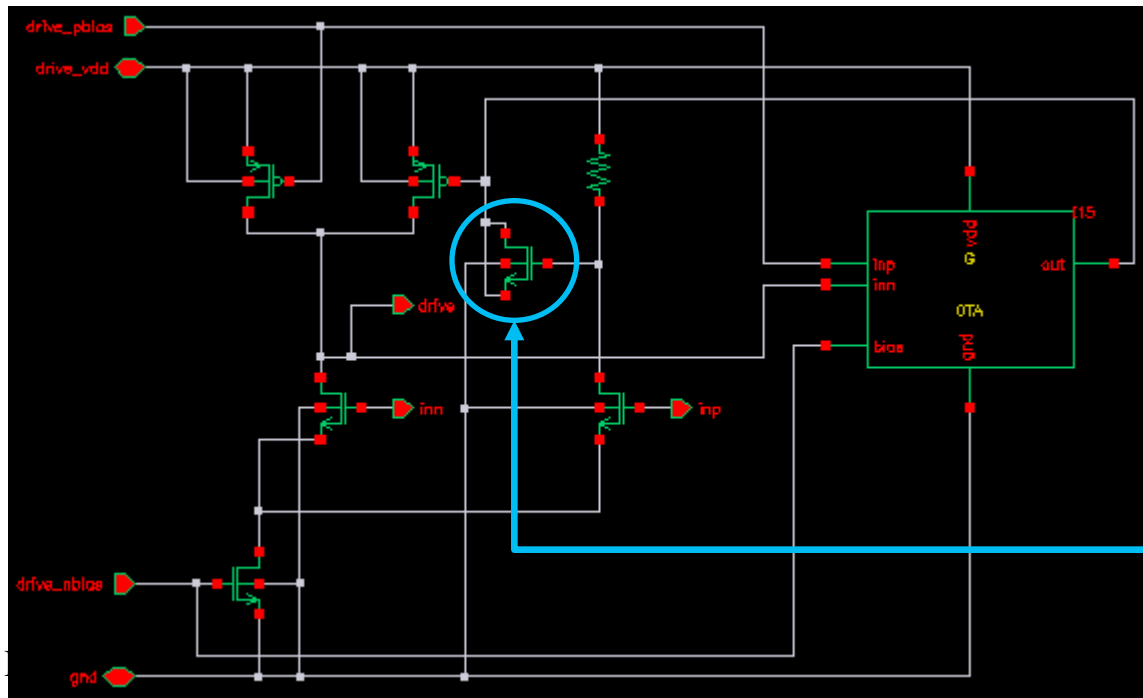 drive_pbias
drive_vdd
I15
vdd
G
inp
out
inn
drive
OTA
gnd
bias
inn
inp
drive_nbias
gnd